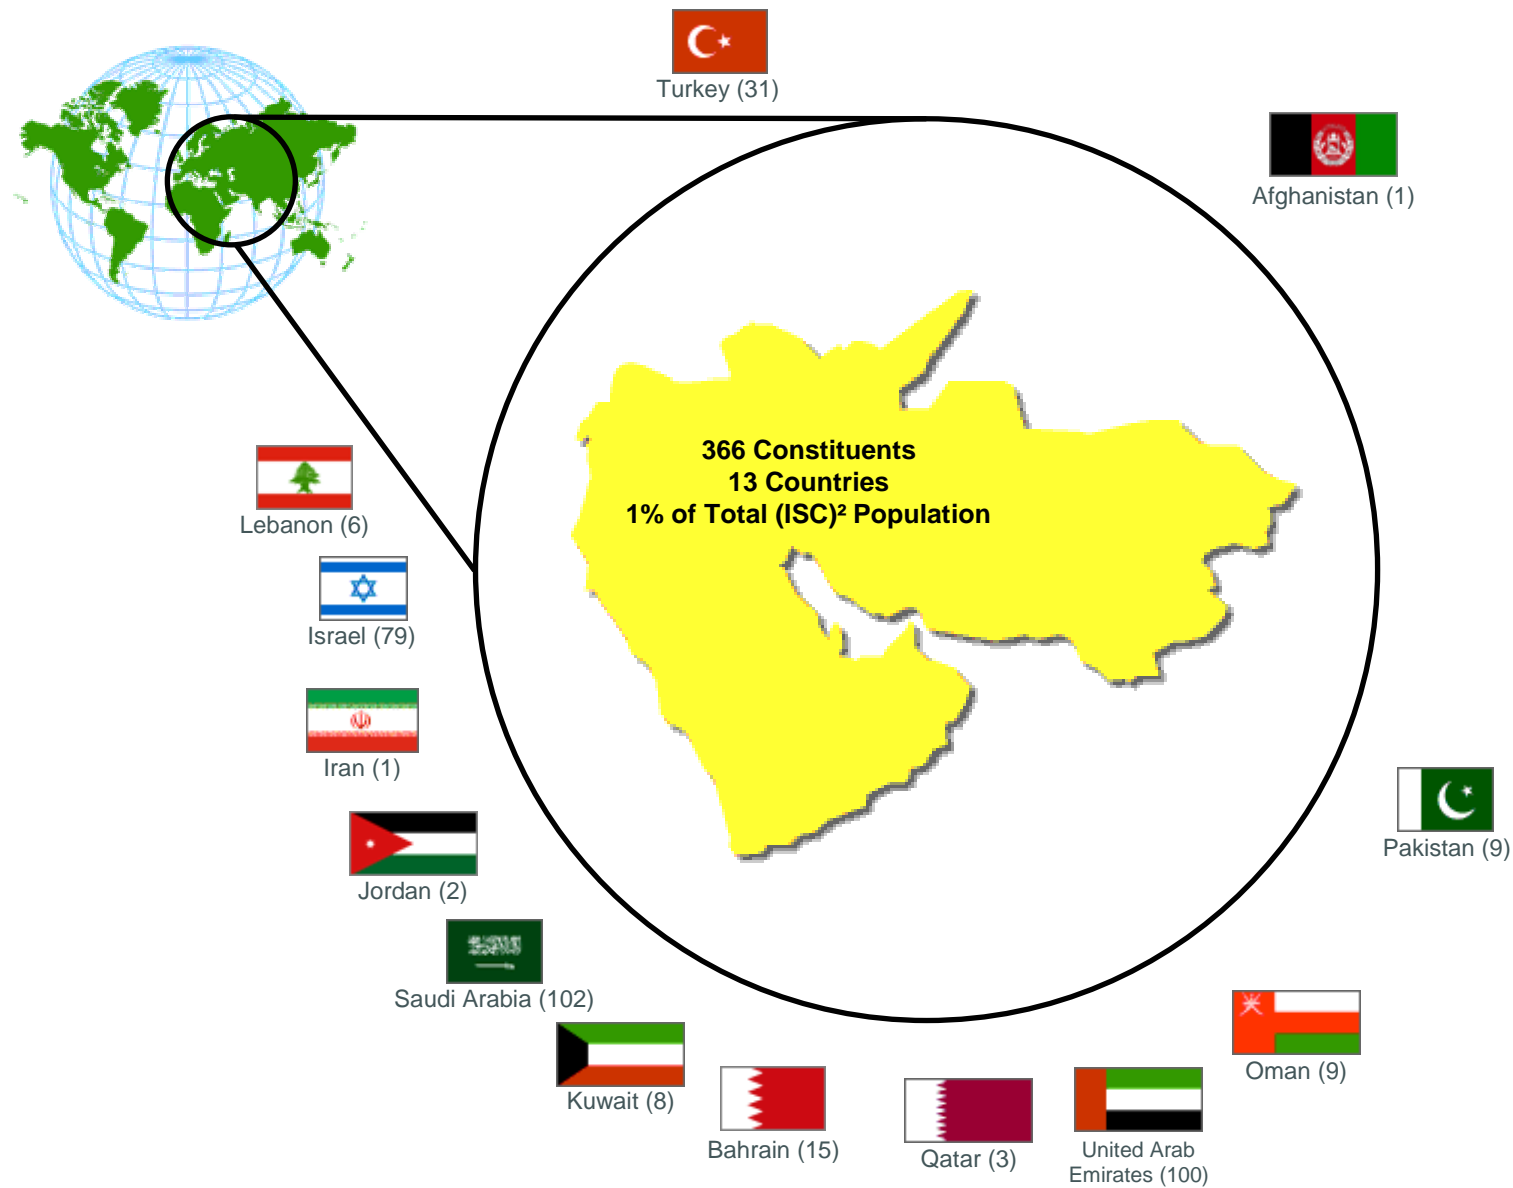 Turkey (31)
Afghanistan (1)
366 Constituents
13 Countries
1% of Total (ISC)² Population
Lebanon (6)
Israel (79)
Iran (1)
Jordan (2)
Saudi Arabia (102)
Kuwait (8)
Bahrain (15)
Qatar (3)
United Arab
Emirates (100)
Oman (9)
Pakistan (9)